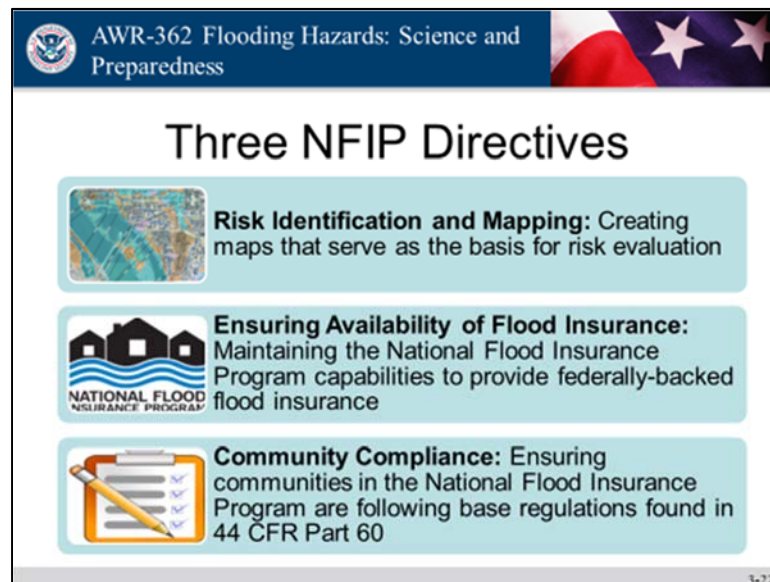 AWR-362 Flooding Hazards: Science and
Preparedness
Three NFIP Directives
Risk Identification and Mapping: Creating
maps that serve as the basis for risk evaluation
Ensuring Availability of Flood Insurance:
Maintaining the National Flood Insurance
Program capabilities to provide federally-backed
flood insurance
NATIONAL FLOOD
INSURANCE PROGRAM
Community Compliance: Ensuring
communities in the National Flood Insurance
Program are following base regulations found in
44 CFR Part 60